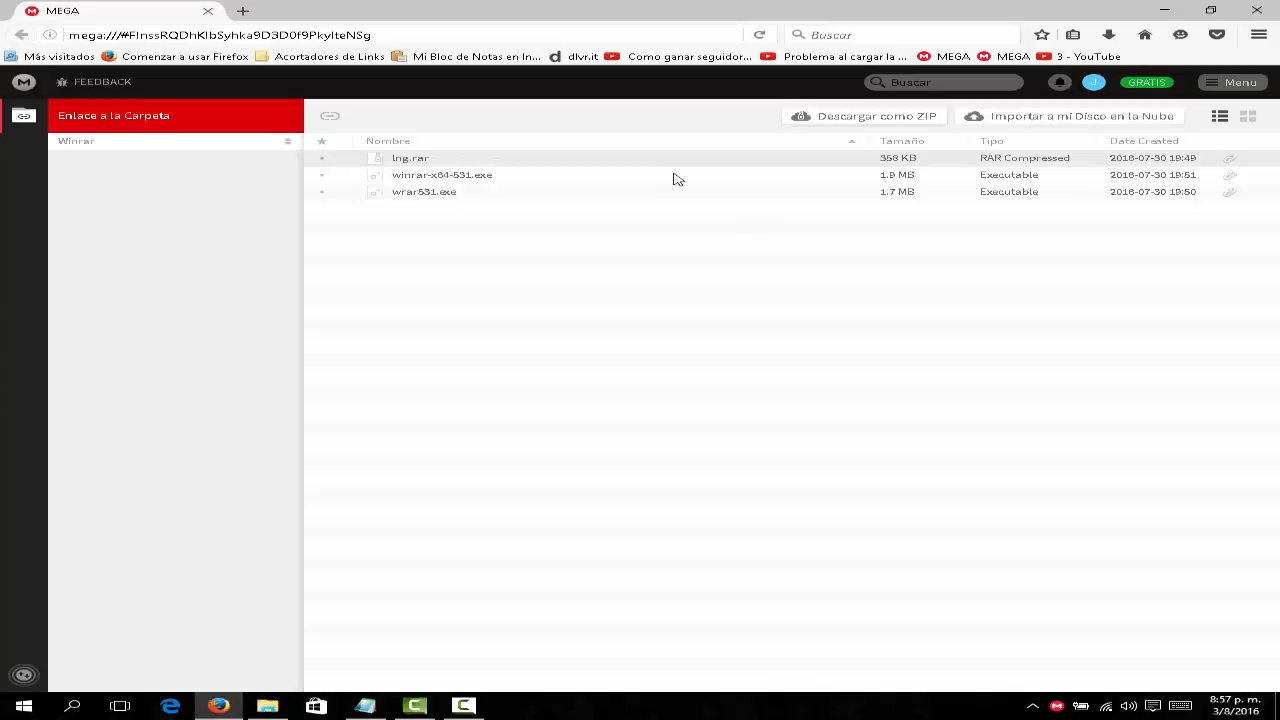 MEGA
mega:///#F!nssRQDhK!bSyhka9D3D0f9PkyIteNSg
Buscar
Más visitados Comenzar a usar Firefox Acortadores de Links Mi Bloc de Notas en In... dlvr.it Como ganar seguidor... Problema al cargar la ... MEGA MEGA 3 - YouTube
FEEDBACK
Buscar
J
GRATIS
Menu
Enlace a la Carpeta
Descargar como ZIP
Importar a mi Disco en la Nube
Winrar
Nombre Tamaño Tipo Date Created
lng.rar 358 KB RAR Compressed 2016-07-30 19:49
winrar-x64-531.exe 1.9 MB Executable 2016-07-30 19:51
wrar531.exe 1.7 MB Executable 2016-07-30 19:50
8:57 p. m.
3/8/2016